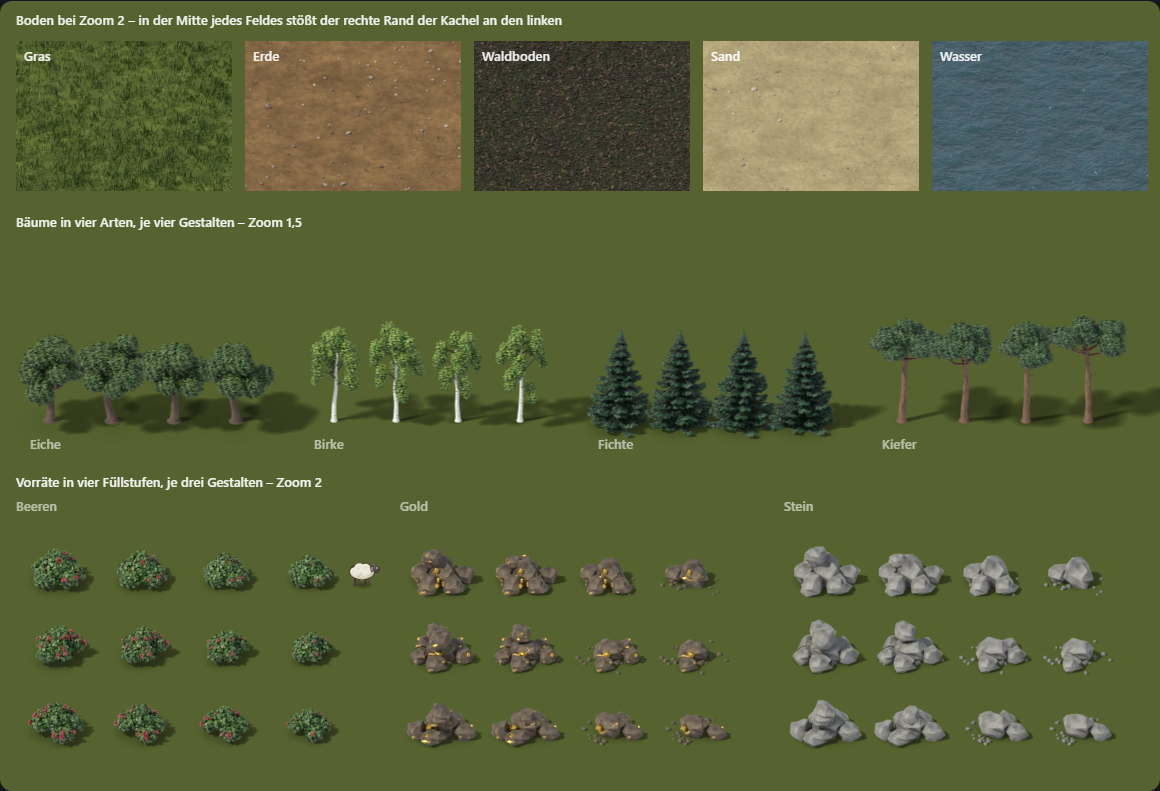 Boden bei Zoom 2 – in der Mitte jedes Feldes stößt der rechte Rand der Kachel an den linken
Gras
Erde
Waldboden
Sand
Wasser
Bäume in vier Arten, je vier Gestalten – Zoom 1,5
Eiche
Birke
Fichte
Kiefer
Vorräte in vier Füllstufen, je drei Gestalten – Zoom 2
Beeren
Gold
Stein